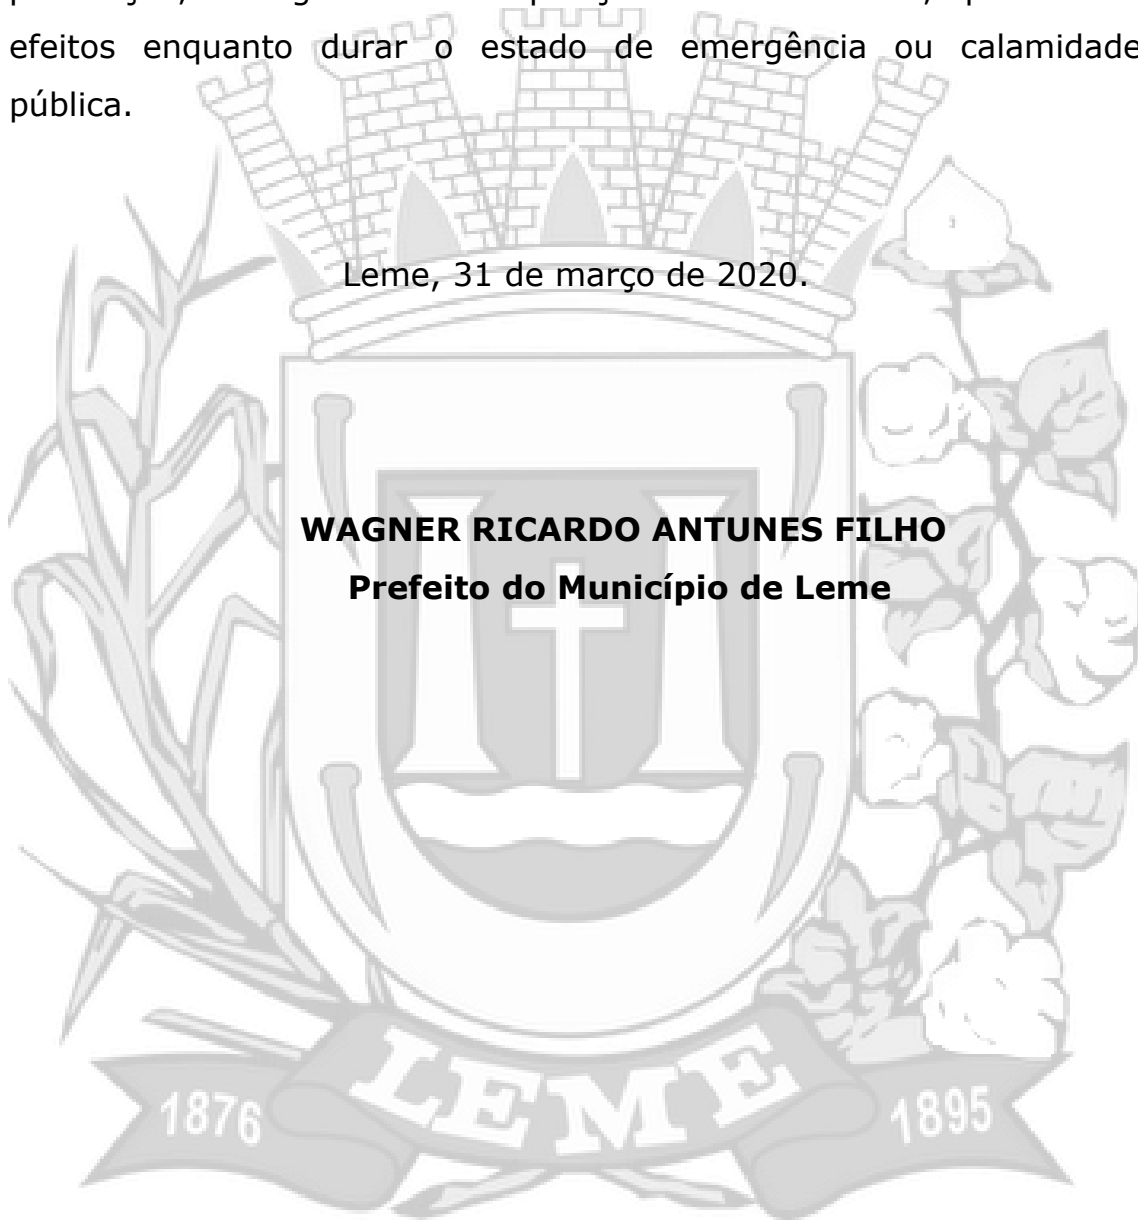 efeitos enquanto durar o estado de emergência ou calamidade
pública.
Leme, 31 de março de 2020.
WAGNER RICARDO ANTUNES FILHO
Prefeito do Município de Leme
LEME
1876
1895